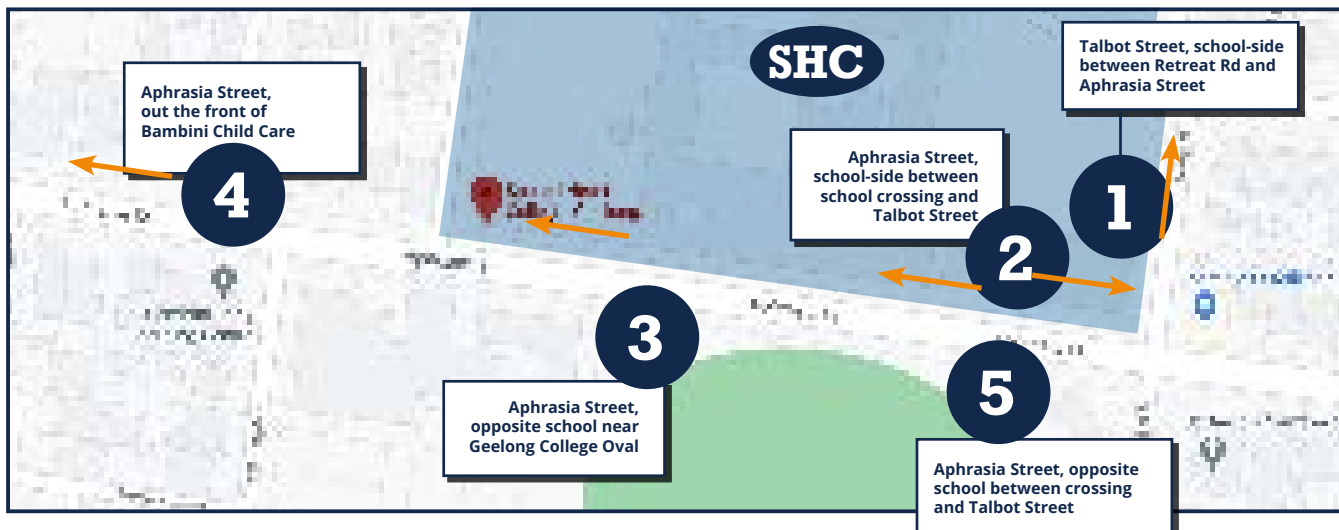 SHC
Talbot Street, school-side
between Retreat Rd and
Aphrasia Street
Aphrasia Street,
out the front of
Bambini Child Care
4
Aphrasia Street,
school-side between
school crossing and
Talbot Street
1
2
3
Aphrasia Street,
opposite school near
Geelong College Oval
5
Aphrasia Street, opposite
school between crossing
and Talbot Street